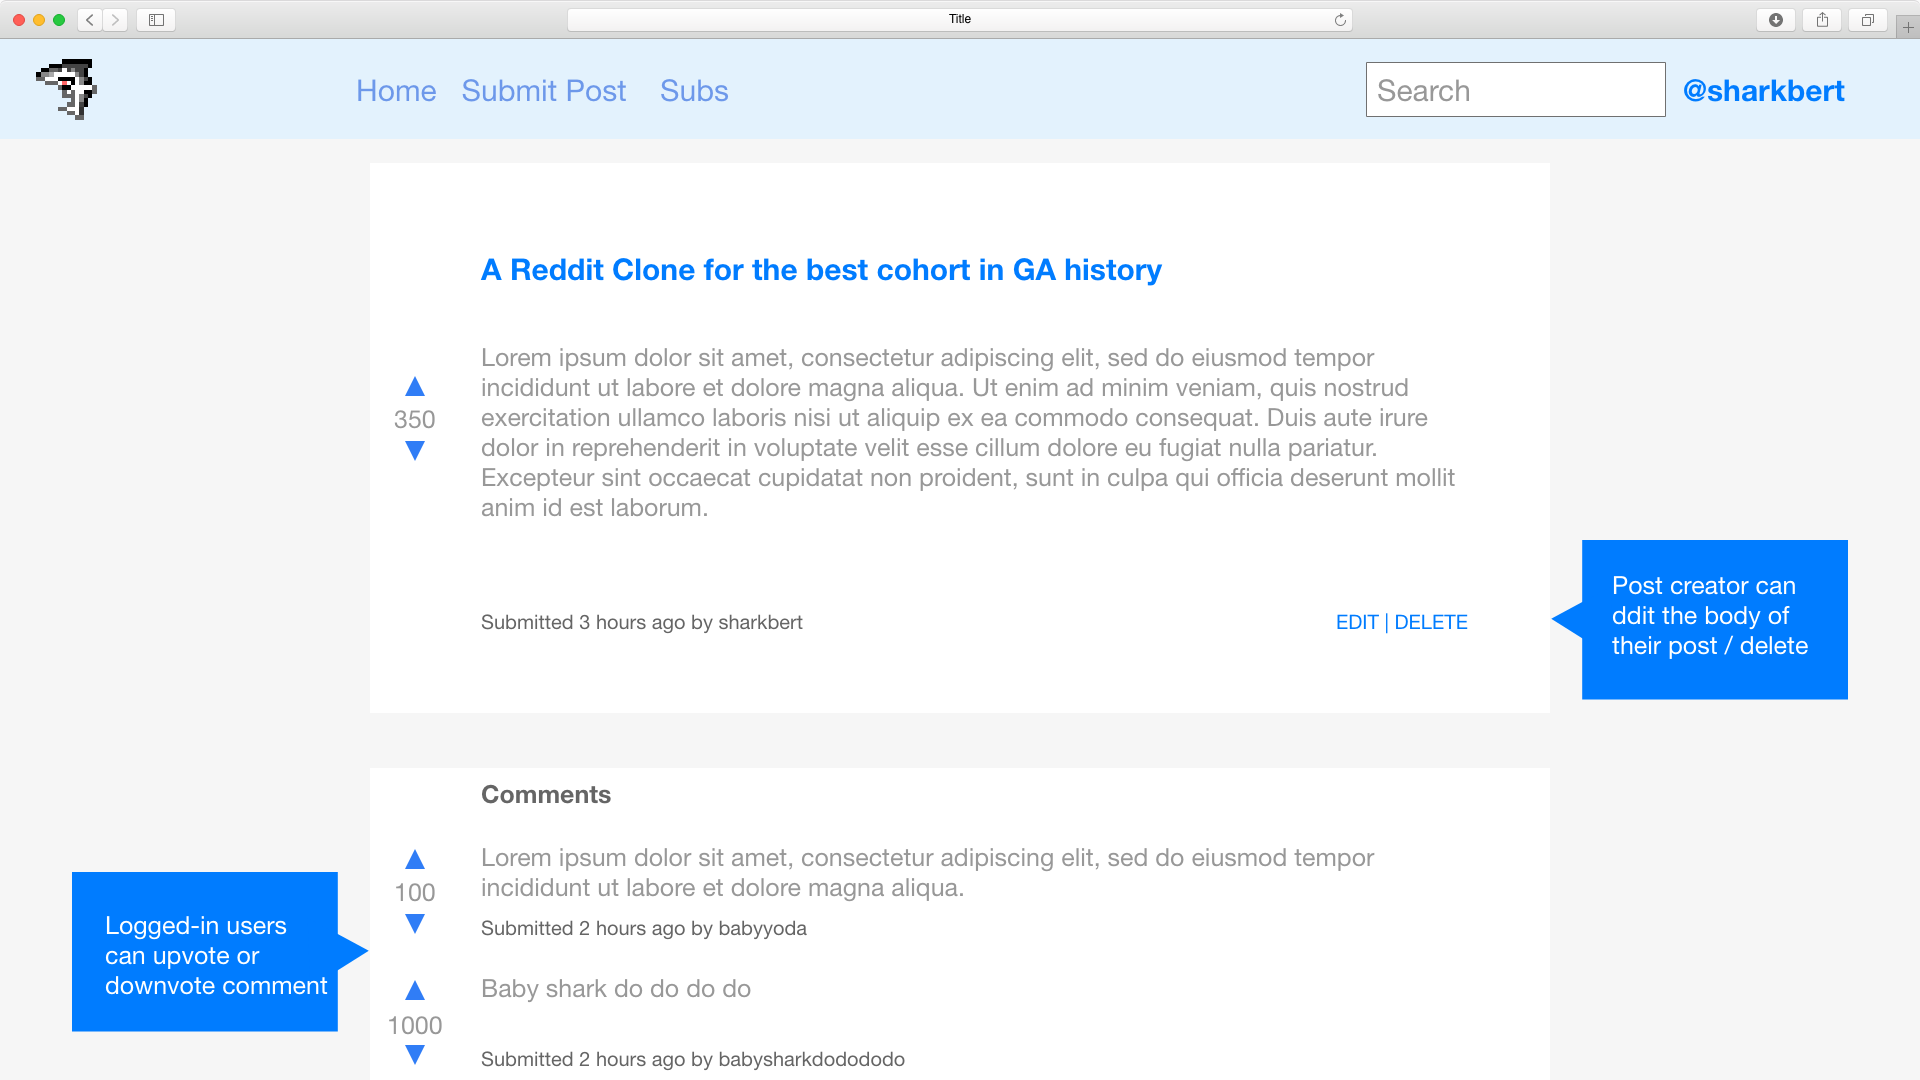 Title
Home Submit Post Subs
Search
@sharkbert
A Reddit Clone for the best cohort in GA history
Lorem ipsum dolor sit amet, consectetur adipiscing elit, sed do eiusmod tempor
incididunt ut labore et dolore magna aliqua. Ut enim ad minim veniam, quis nostrud
exercitation ullamco laboris nisi ut aliquip ex ea commodo consequat. Duis aute irure
dolor in reprehenderit in voluptate velit esse cillum dolore eu fugiat nulla pariatur.
Excepteur sint occaecat cupidatat non proident, sunt in culpa qui officia deserunt mollit
anim id est laborum.
350
Submitted 3 hours ago by sharkbert
EDIT | DELETE
Post creator can
ddit the body of
their post / delete
Comments
Lorem ipsum dolor sit amet, consectetur adipiscing elit, sed do eiusmod tempor
incididunt ut labore et dolore magna aliqua.
100
Submitted 2 hours ago by babyyoda
Logged-in users
can upvote or
downvote comment
Baby shark do do do do
1000
Submitted 2 hours ago by babysharkdodododo